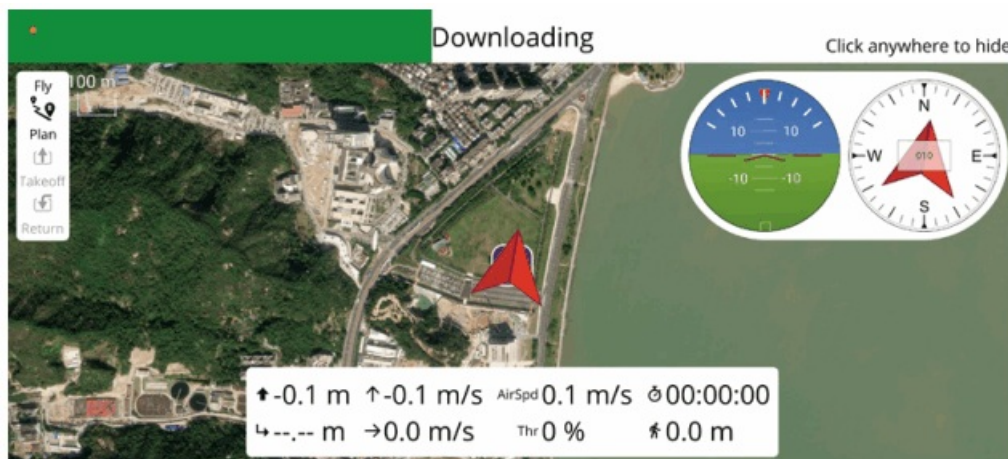 Downloading
Click anywhere to hide
Fly
100 m
Plan
Takeoff
Return
10 10
-10 -10
N
W 010 E
S
-0.1 m -0.1 m/s AirSpd 0.1 m/s 00:00:00
--.-- m 0.0 m/s Thr 0 % 0.0 m